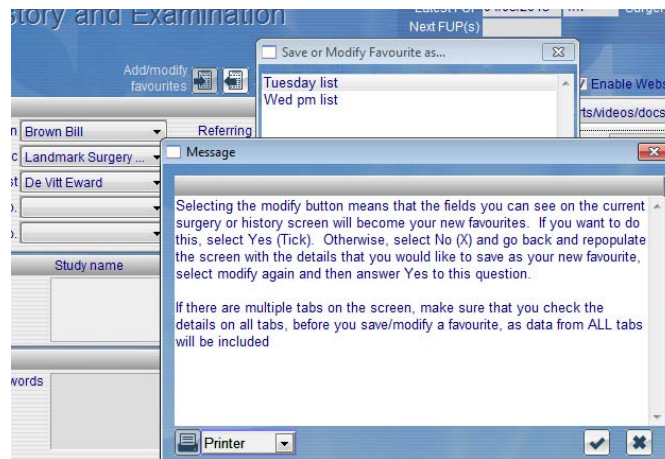 story and Examination
Next FUP(s)
Save or Modify Favourite as...
Add/modify
favourites
Tuesday list
Wed pm list
Enable Webs
rts/videos/docs
Brown Bill
Referring
Landmark Surgery ...
De Vitt Eward
Message
Selecting the modify button means that the fields you can see on the current
surgery or history screen will become your new favourites. If you want to do
this, select Yes (Tick). Otherwise, select No (X) and go back and repopulate
the screen with the details that you would like to save as your new favourite,
select modify again and then answer Yes to this question.
If there are multiple tabs on the screen, make sure that you check the
details on all tabs, before you save/modify a favourite, as data from ALL tabs
will be included
Study name
words
Printer